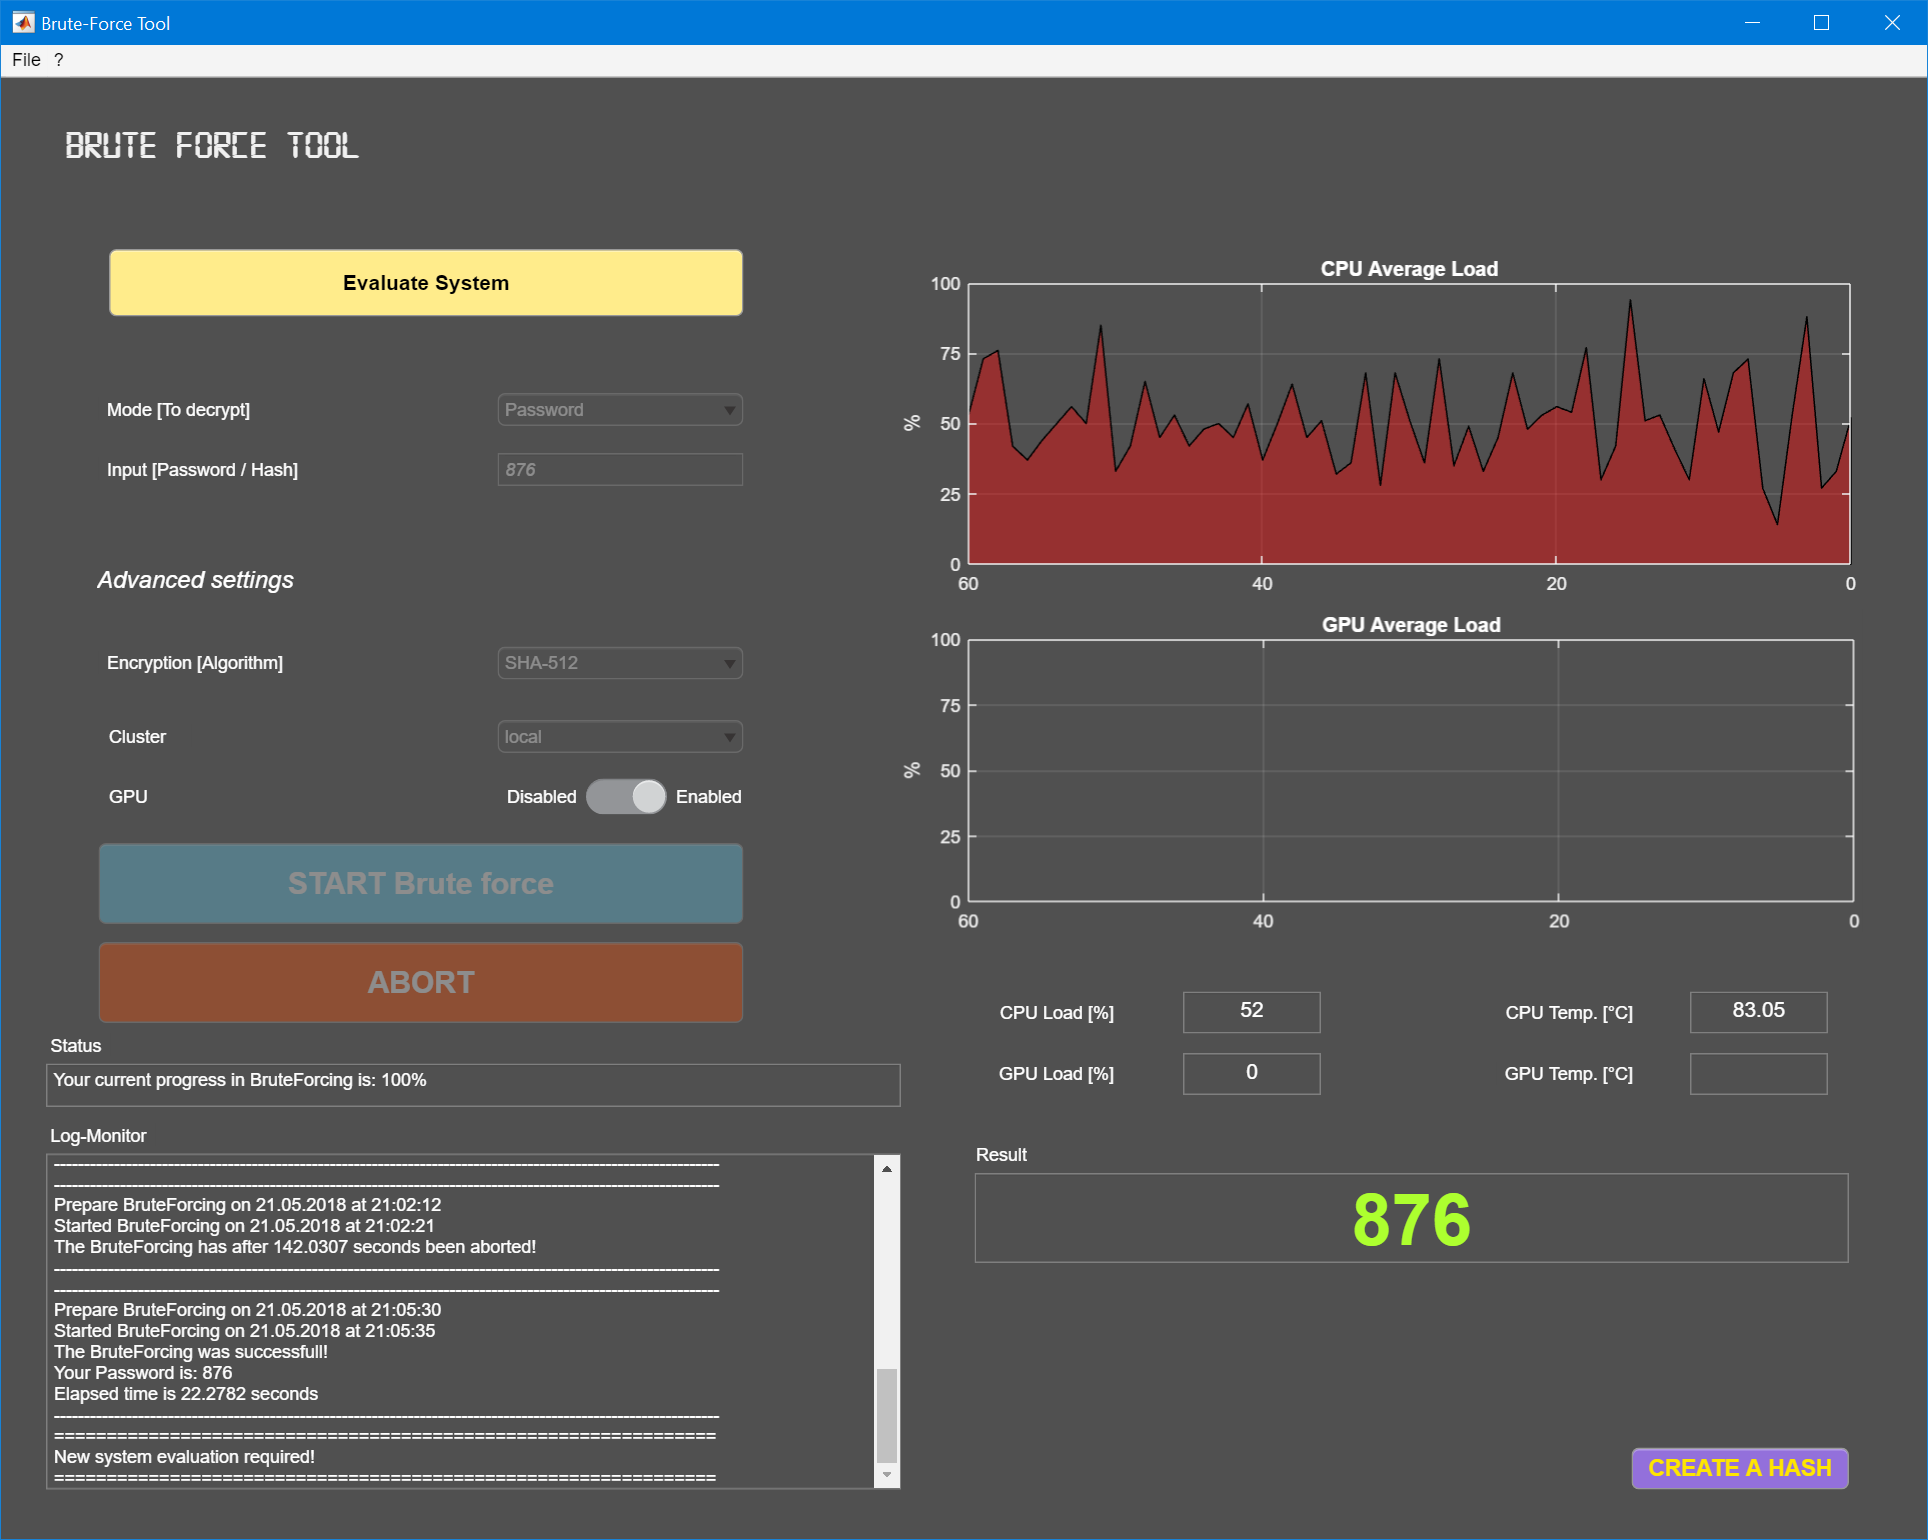 Brute-Force Tool
File ?
BRUTE FORCE TOOL
Evaluate System
Mode [To decrypt] Password
Input [Password / Hash] 876
Advanced settings
Encryption [Algorithm] SHA-512
Cluster local
GPU Disabled Enabled
START Brute force
ABORT
Status
Your current progress in BruteForcing is: 100%
Log-Monitor
Prepare BruteForcing on 21.05.2018 at 21:02:12
Started BruteForcing on 21.05.2018 at 21:02:21
The BruteForcing has after 142.0307 seconds been aborted!
Prepare BruteForcing on 21.05.2018 at 21:05:30
Started BruteForcing on 21.05.2018 at 21:05:35
The BruteForcing was successfull!
Your Password is: 876
Elapsed time is 22.2782 seconds
New system evaluation required!
CPU Average Load
100
75
50
25
0
%
60 40 20 0
GPU Average Load
100
75
50
25
0
%
60 40 20 0
CPU Load [%] 52 CPU Temp. [°C] 83.05
GPU Load [%] 0 GPU Temp. [°C]
Result
876
CREATE A HASH